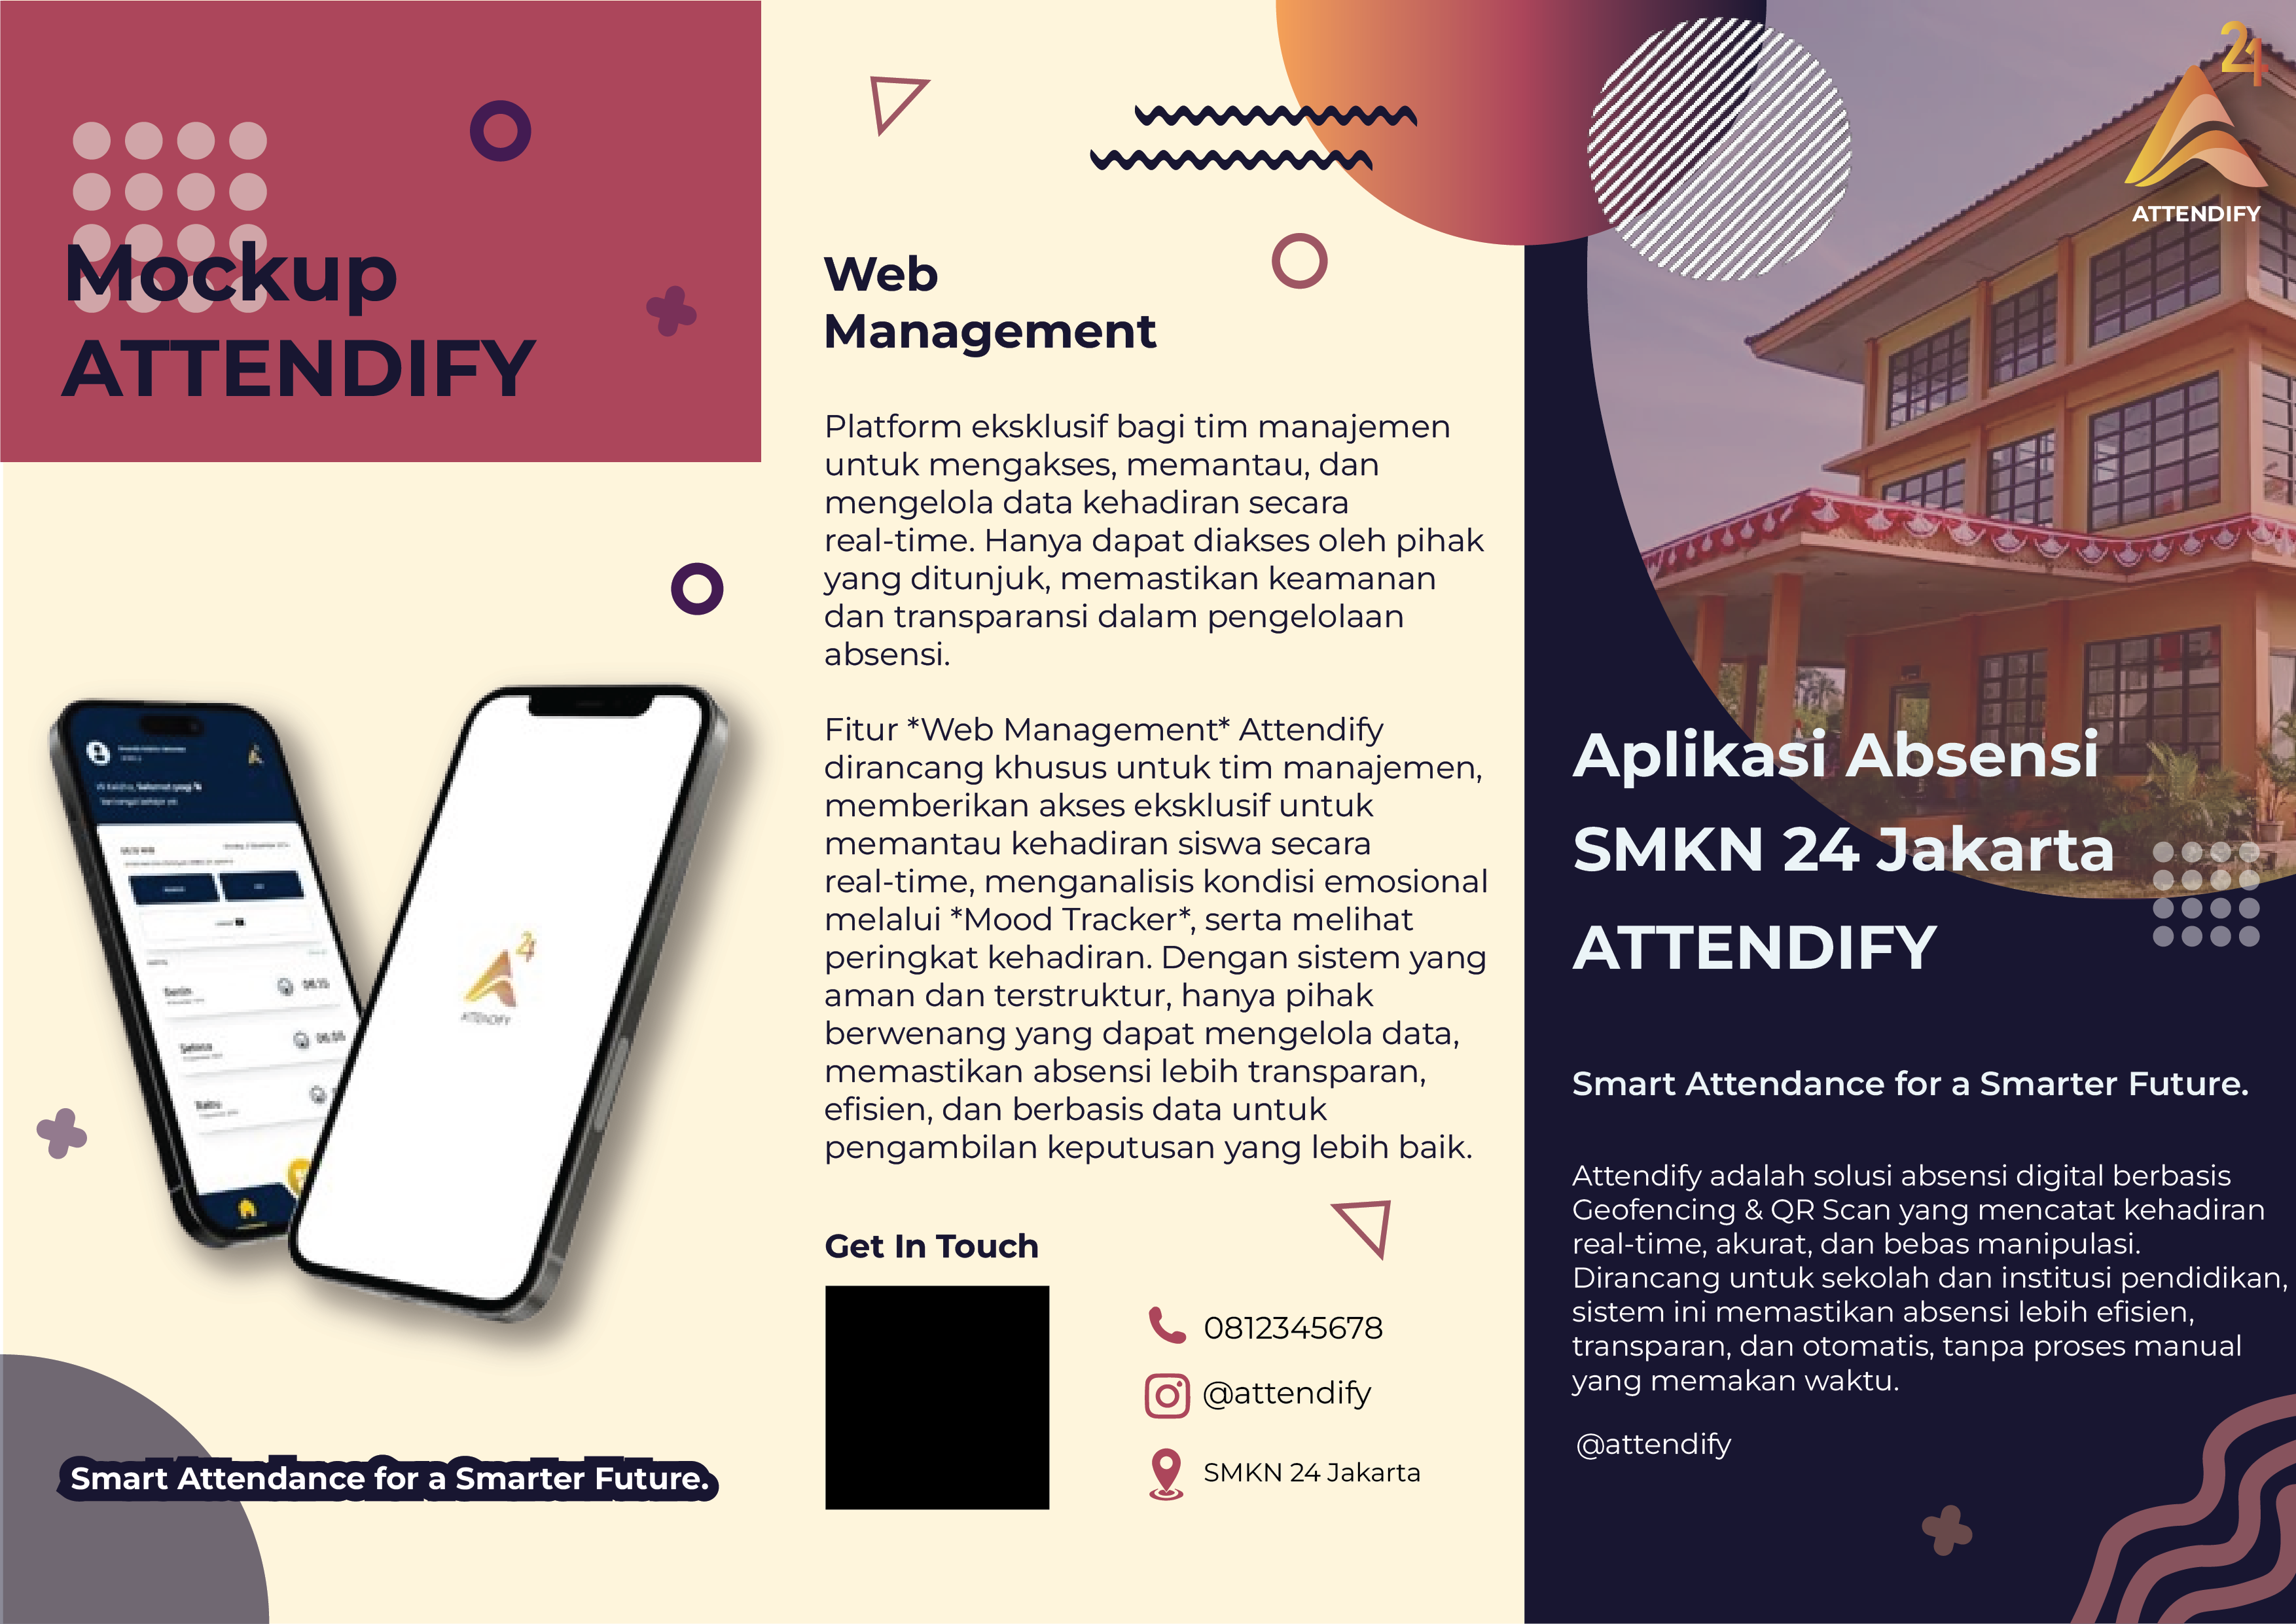 Mockup
ATTENDIFY
24
ATTENDIFY
Smart Attendance for a Smarter Future.
Web
Management
Platform eksklusif bagi tim manajemen
untuk mengakses, memantau, dan
mengelola data kehadiran secara
real-time. Hanya dapat diakses oleh pihak
yang ditunjuk, memastikan keamanan
dan transparansi dalam pengelolaan
absensi.
Fitur *Web Management* Attendify
dirancang khusus untuk tim manajemen,
memberikan akses eksklusif untuk
memantau kehadiran siswa secara
real-time, menganalisis kondisi emosional
melalui *Mood Tracker*, serta melihat
peringkat kehadiran. Dengan sistem yang
aman dan terstruktur, hanya pihak
berwenang yang dapat mengelola data,
memastikan absensi lebih transparan,
efisien, dan berbasis data untuk
pengambilan keputusan yang lebih baik.
Get In Touch
0812345678
@attendify
SMKN 24 Jakarta
24
ATTENDIFY
Aplikasi Absensi
SMKN 24 Jakarta
ATTENDIFY
Smart Attendance for a Smarter Future.
Attendify adalah solusi absensi digital berbasis
Geofencing & QR Scan yang mencatat kehadiran
real-time, akurat, dan bebas manipulasi.
Dirancang untuk sekolah dan institusi pendidikan,
sistem ini memastikan absensi lebih efisien,
transparan, dan otomatis, tanpa proses manual
yang memakan waktu.
@attendify